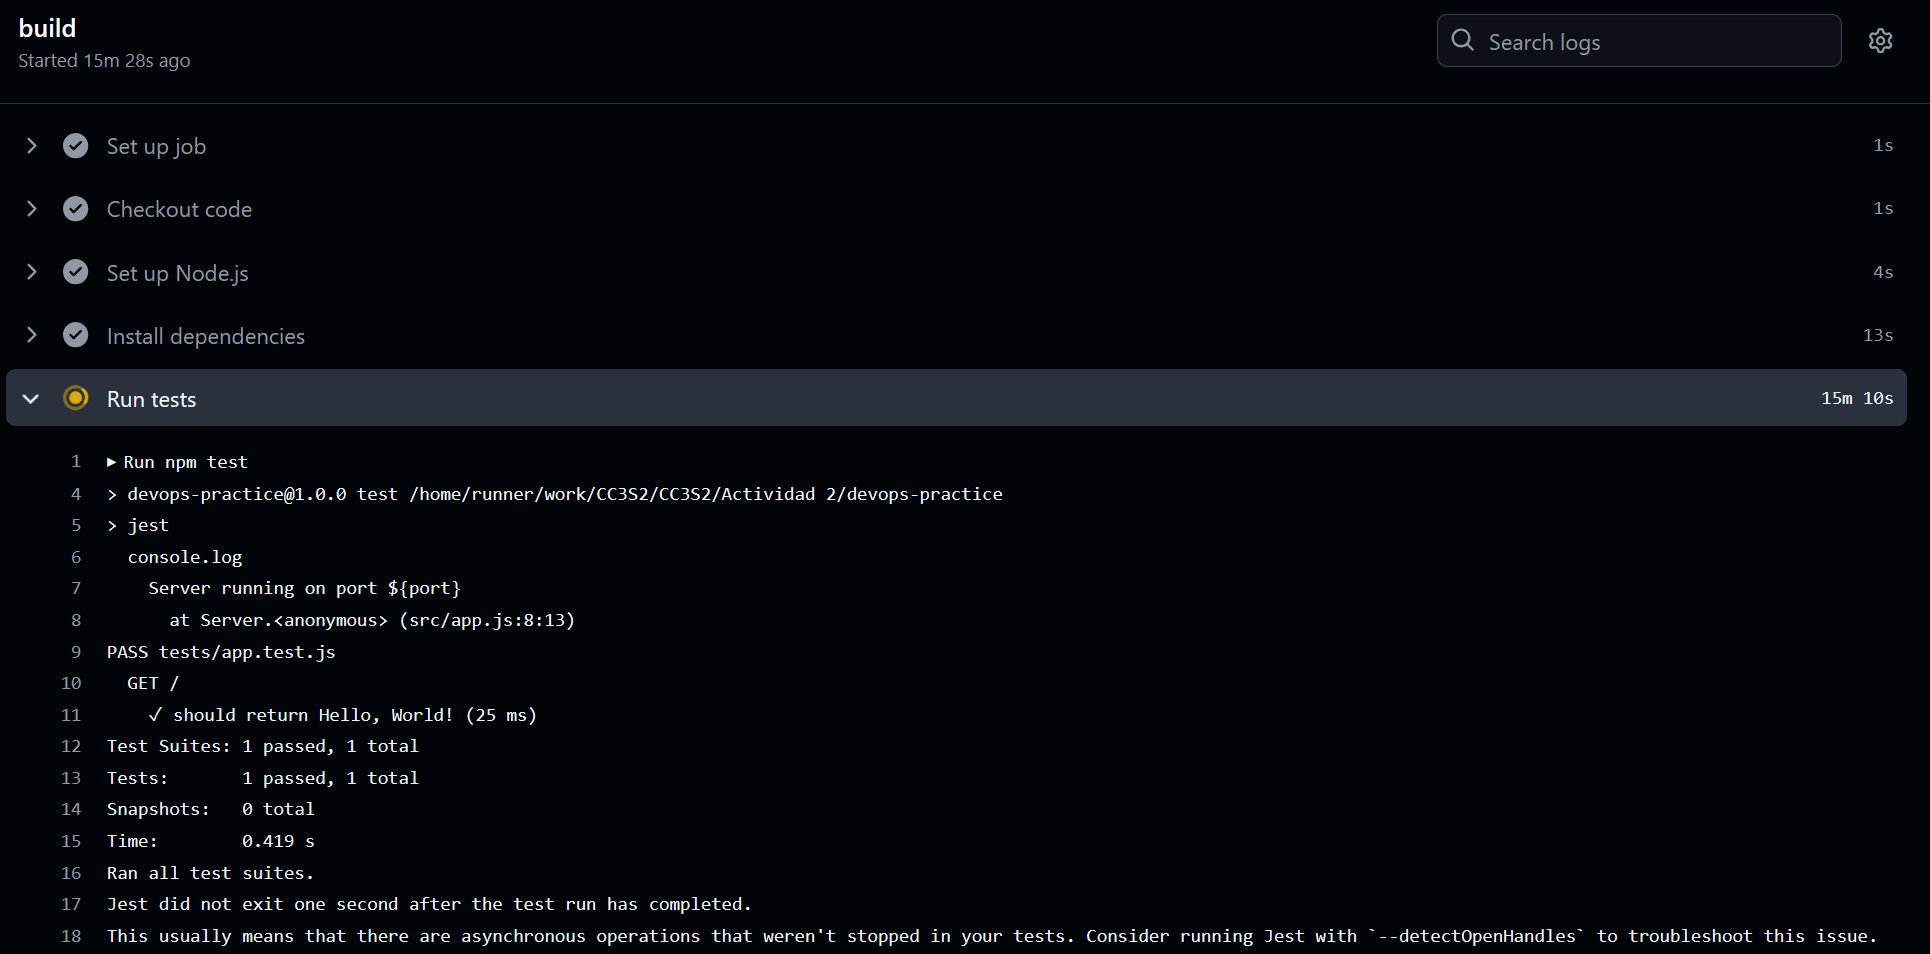 build
Started 15m 28s ago
Search logs
Set up job 1s
Checkout code 1s
Set up Node.js 4s
Install dependencies 13s
Run tests 15m 10s
1 ▶ Run npm test
4 > devops-practice@1.0.0 test /home/runner/work/CC3S2/CC3S2/Actividad 2/devops-practice
5 > jest
6 console.log
7 Server running on port ${port}
8 at Server.<anonymous> (src/app.js:8:13)
9 PASS tests/app.test.js
10 GET /
11 ✓ should return Hello, World! (25 ms)
12 Test Suites: 1 passed, 1 total
13 Tests: 1 passed, 1 total
14 Snapshots: 0 total
15 Time: 0.419 s
16 Ran all test suites.
17 Jest did not exit one second after the test run has completed.
18 This usually means that there are asynchronous operations that weren't stopped in your tests. Consider running Jest with `--detectOpenHandles` to troubleshoot this issue.